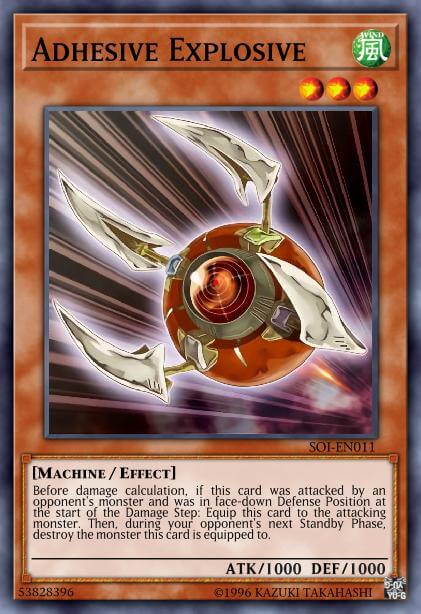 ADHESIVE EXPLOSIVE
WIND
風
SOI-EN011
[MACHINE / EFFECT]
Before damage calculation, if this card was attacked by an
opponent's monster and was in face-down Defense Position at
the start of the Damage Step: Equip this card to the attacking
monster. Then, during your opponent's next Standby Phase,
destroy the monster this card is equipped to.
ATK/1000 DEF/1000
53828396
©1996 KAZUKI TAKAHASHI